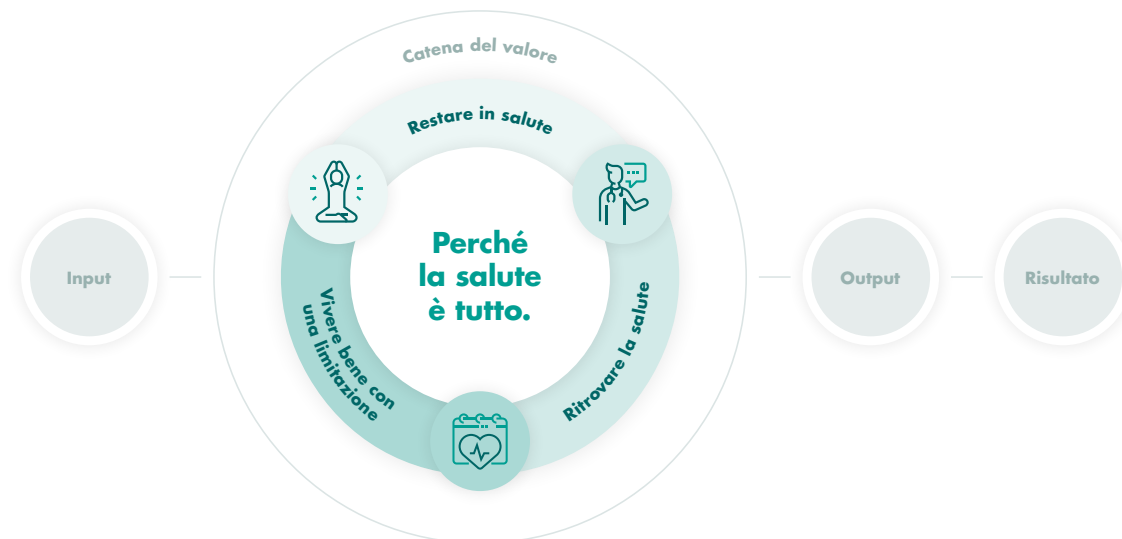 Catena del valore
Restare in salute
Input
Perché
la salute
è tutto.
Vivere bene con
una limitazione
Ritrovare la salute
Output
Risultato